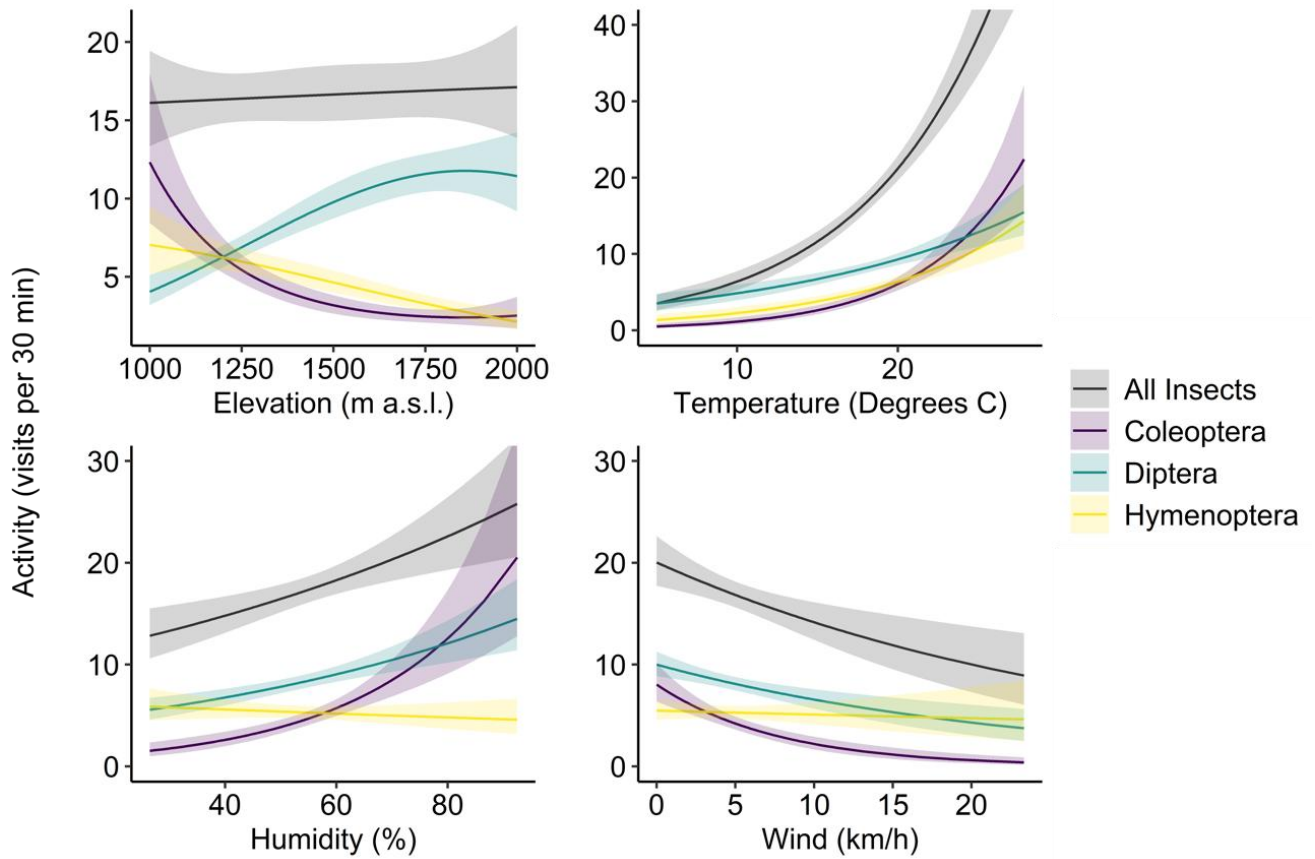 Activity (visits per 30 min)
20
15
10
5
1000 1250 1500 1750 2000
Elevation (m a.s.l.)
40
30
20
10
0
10 20
Temperature (Degrees C)
30
20
10
0
40 60 80
Humidity (%)
30
20
10
0
0 5 10 15 20
Wind (km/h)
All Insects
Coleoptera
Diptera
Hymenoptera